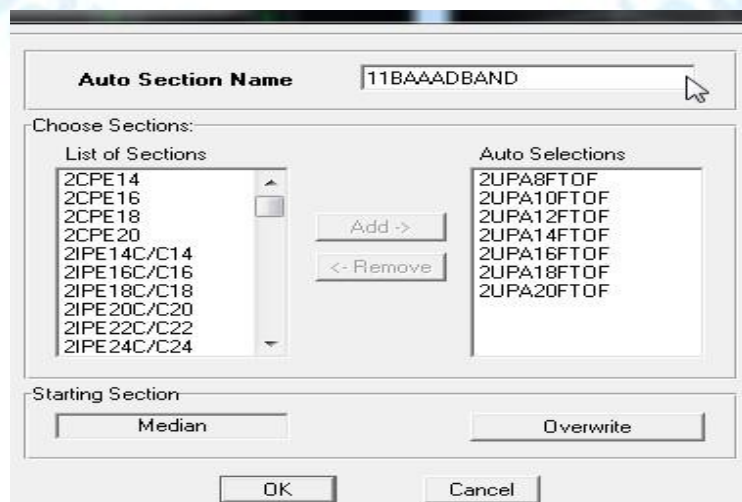 Auto Section Name 11BAAADBAND
Choose Sections:
List of Sections
2CPE14
2CPE16
2CPE18
2CPE20
2IPE14C/C14
2IPE16C/C16
2IPE18C/C18
2IPE20C/C20
2IPE22C/C22
2IPE24C/C24
Add ->
<- Remove
Auto Selections
2UPA8FTOF
2UPA10FTOF
2UPA12FTOF
2UPA14FTOF
2UPA16FTOF
2UPA18FTOF
2UPA20FTOF
Starting Section
Median Overwrite
OK Cancel